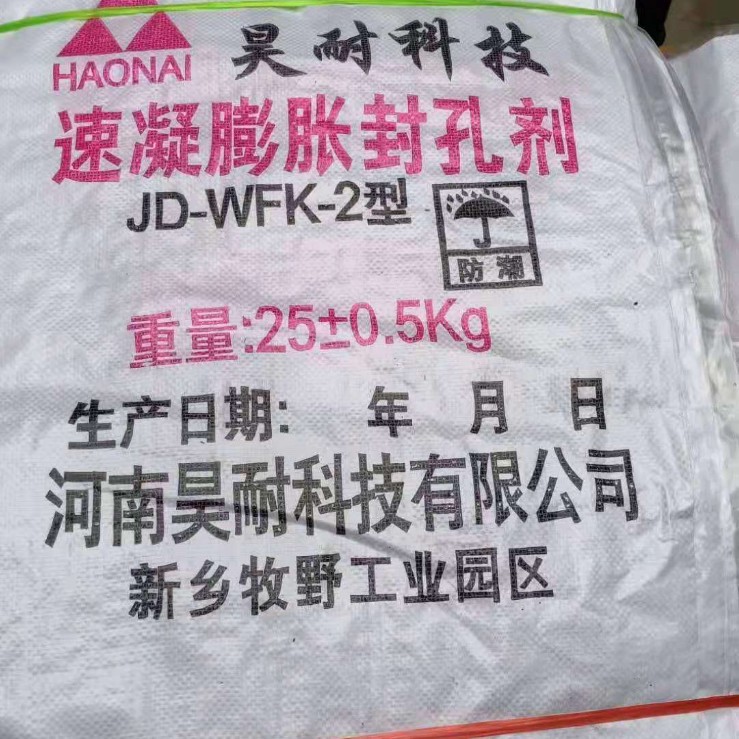 HAONAI 昊耐科技
速凝膨胀封孔剂
JD-WFK-2型
防潮
重量:25±0.5Kg
生产日期: 年 月 日
河南昊耐科技有限公司
新乡牧野工业园区